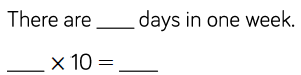 There are ____ days in one week.
____ × 10 = ____